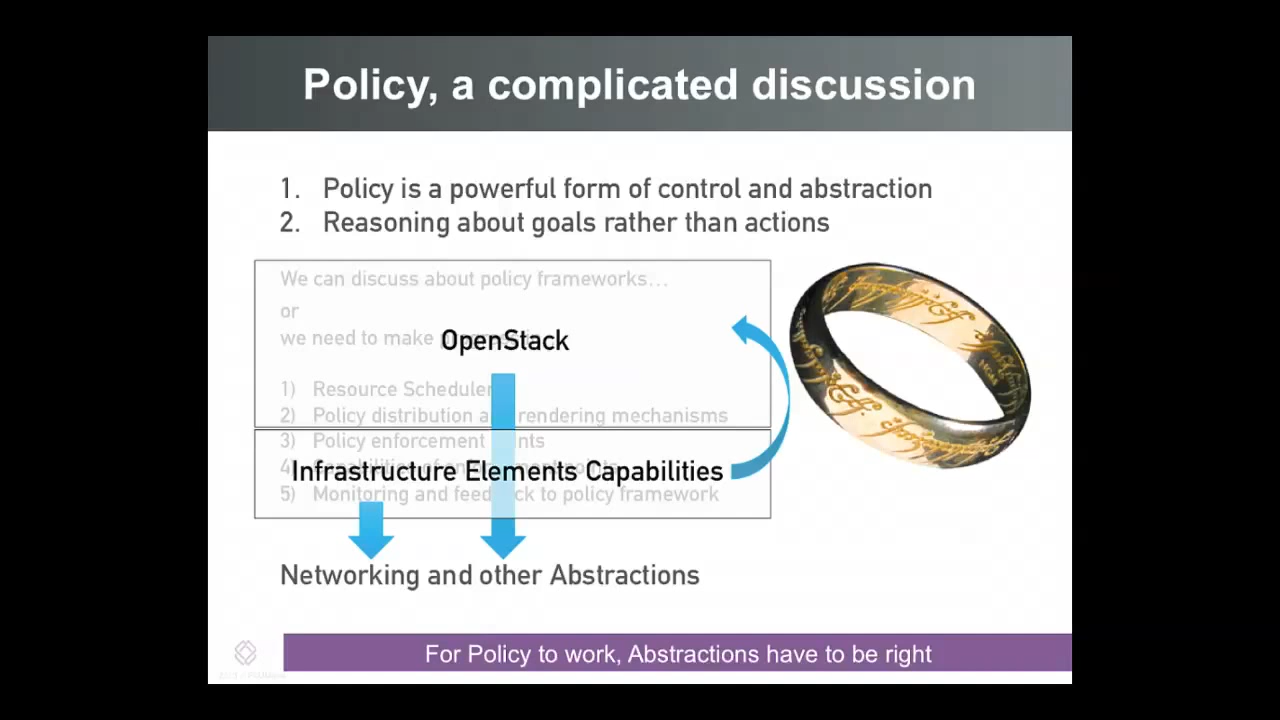 Policy, a complicated discussion
1. Policy is a powerful form of control and abstraction
2. Reasoning about goals rather than actions
We can discuss about policy frameworks...
or
we need to make
OpenStack
1) Resource Scheduler
2) Policy distribution and rendering mechanisms
3) Policy enforcement points
4)
Infrastructure Elements Capabilities
5) Monitoring and feedback to policy framework
Networking and other Abstractions
For Policy to work, Abstractions have to be right